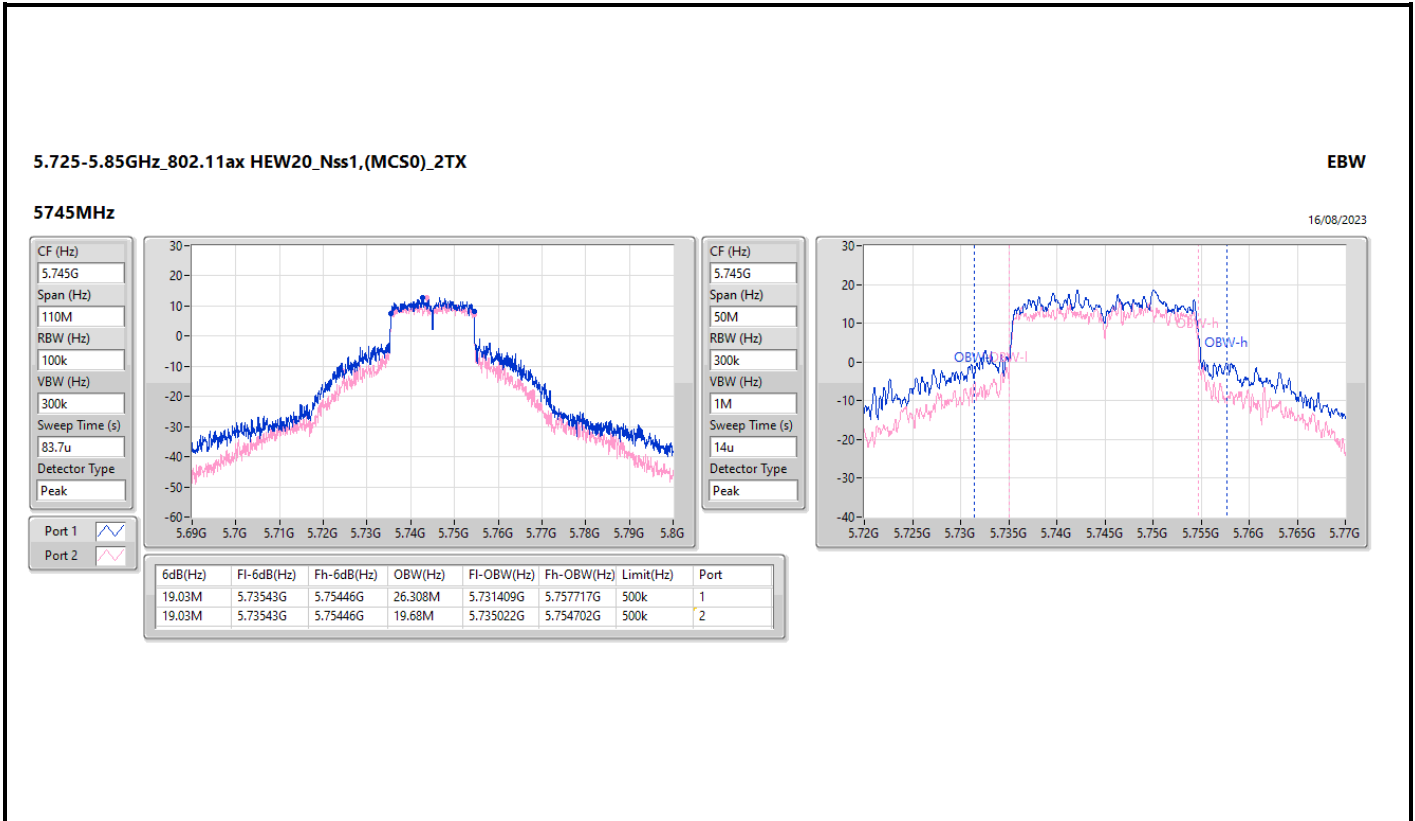 5.725-5.85GHz_802.11ax HEW20_Nss1,(MCS0)_2TX
EBW
5745MHz
16/08/2023
CF (Hz)
5.745G
Span (Hz)
110M
RBW (Hz)
100k
VBW (Hz)
300k
Sweep Time (s)
83.7u
Detector Type
Peak
Port 1
Port 2
30
20
10
0
-10
-20
-30
-40
-50
-60
5.69G 5.7G 5.71G 5.72G 5.73G 5.74G 5.75G 5.76G 5.77G 5.78G 5.79G 5.8G
CF (Hz)
5.745G
Span (Hz)
50M
RBW (Hz)
300k
VBW (Hz)
1M
Sweep Time (s)
14u
Detector Type
Peak
30
20
10
0
-10
-20
-30
-40
OBW-l OBW-l
OBW-h
OBW-h
5.72G 5.725G 5.73G 5.735G 5.74G 5.745G 5.75G 5.755G 5.76G 5.765G 5.77G
6dB(Hz) Fl-6dB(Hz) Fh-6dB(Hz) OBW(Hz) Fl-OBW(Hz) Fh-OBW(Hz) Limit(Hz) Port
19.03M 5.73543G 5.75446G 26.308M 5.731409G 5.757717G 500k 1
19.03M 5.73543G 5.75446G 19.68M 5.735022G 5.754702G 500k 2